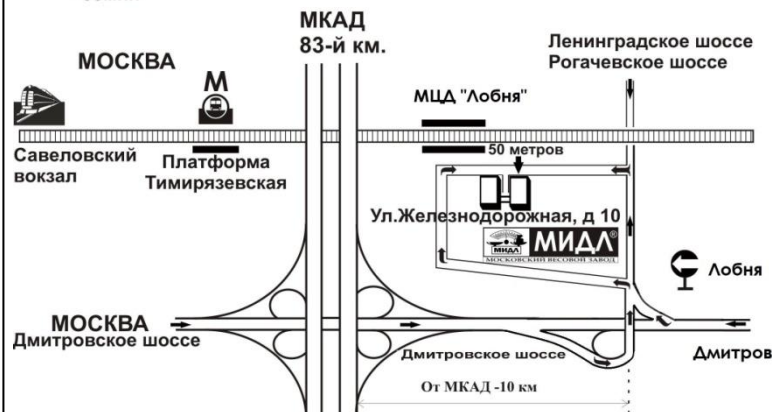 МКАД
83-й км.
Ленинградское шоссе
Рогачевское шоссе
МОСКВА
М
МЦД "Лобня"
Савеловский
вокзал
Платформа
Тимирязевская
50 метров
Ул.Железнодорожная, д 10
МИДЛ
МИДЛ®
МОСКОВСКИЙ ВЕСОВОЙ ЗАВОД
Лобня
МОСКВА
Дмитровское шоссе
Дмитровское шоссе
Дмитров
От МКАД -10 км